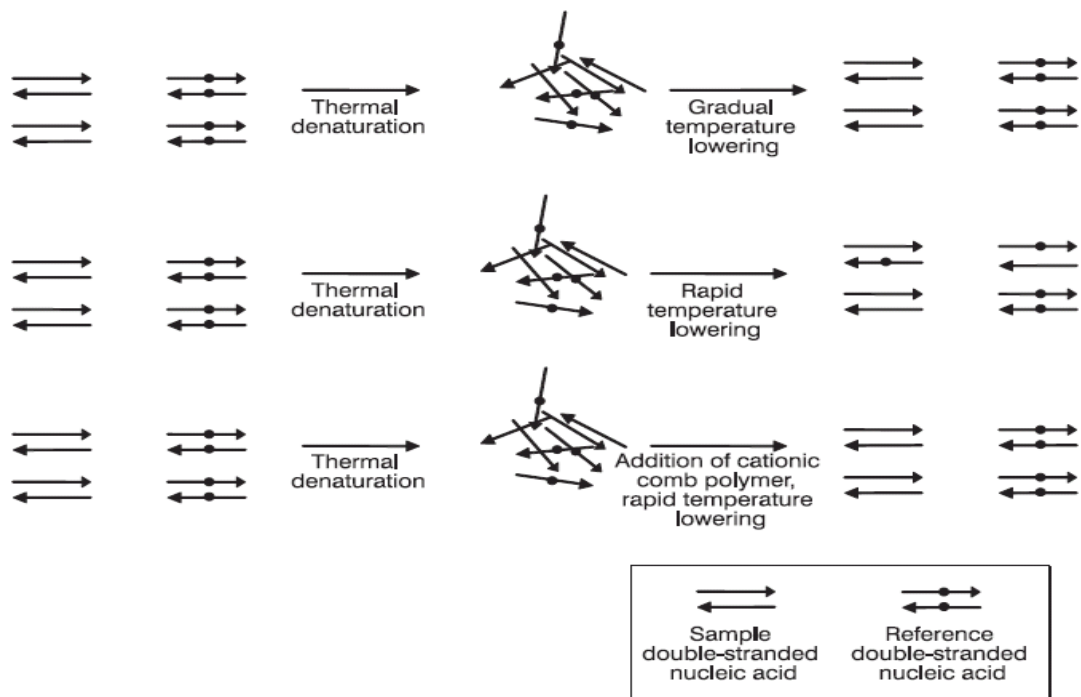 Thermal
denaturation
Gradual
temperature
lowering
Thermal
denaturation
Rapid
temperature
lowering
Thermal
denaturation
Addition of cationic
comb polymer,
rapid temperature
lowering
Sample
double-stranded
nucleic acid
Reference
double-stranded
nucleic acid